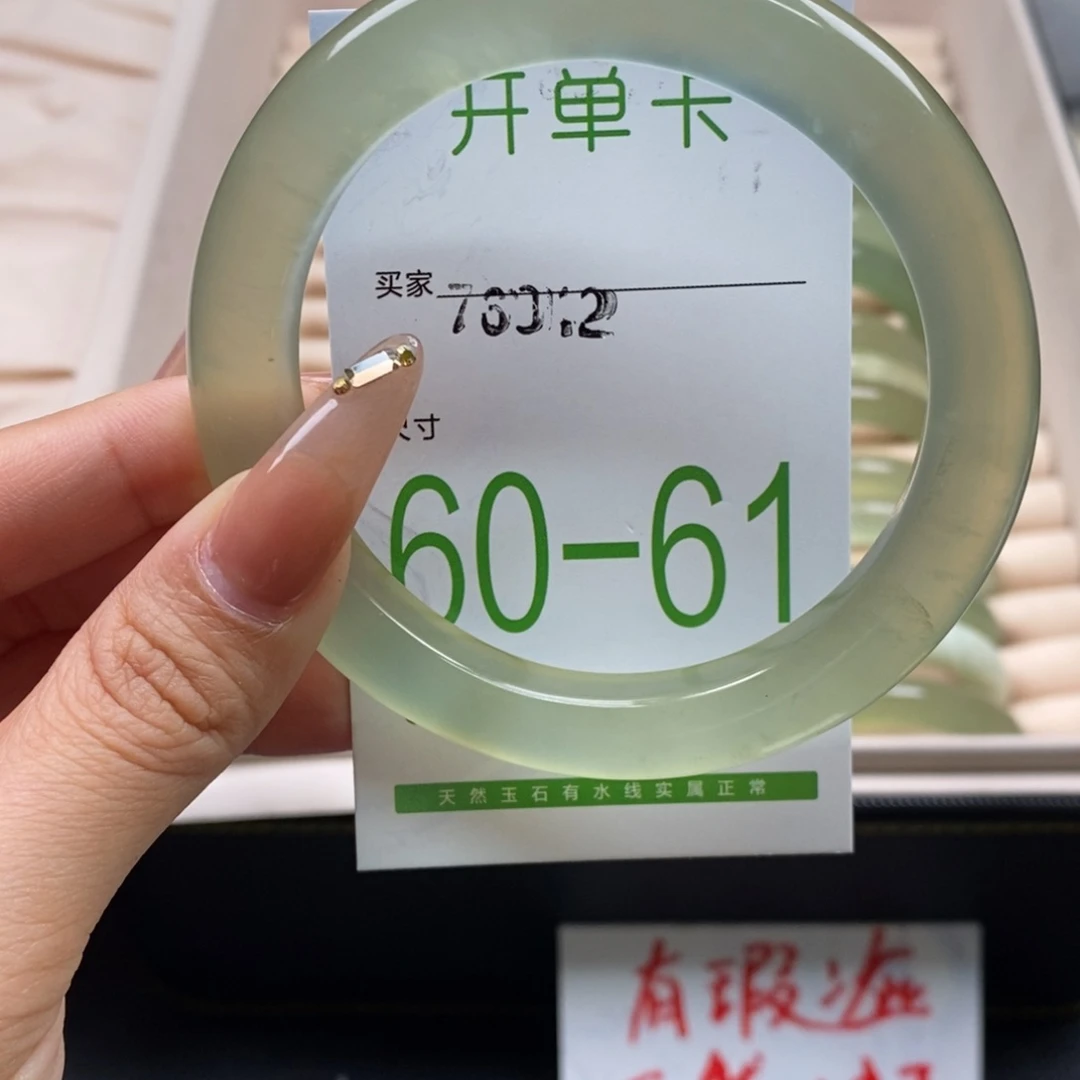 开单卡
买家
尺寸
60-61
天然玉石有水线实属正常
有瑕疵